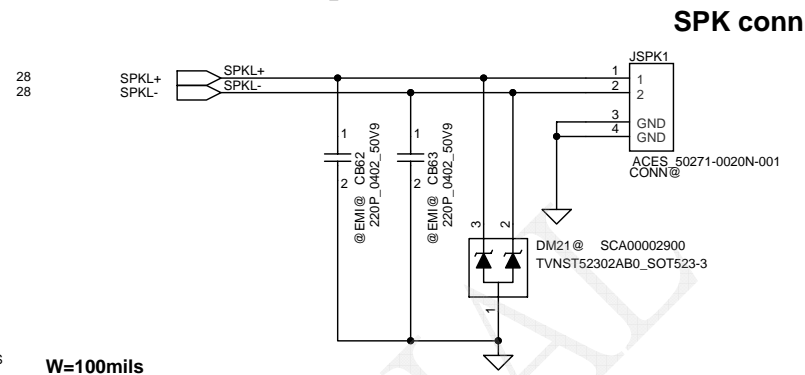 SPK conn
JSPK1
28 SPKL+ SPKL+ 1 1
28 SPKL- SPKL- 2 2
3 GND
4 GND
ACES_50271-0020N-001
CONN@
1 1
2 2
@EMI@ CB62
220P_0402_50V9
@EMI@ CB63
220P_0402_50V9
3 2
DM21@ SCA00002900
TVNST52302AB0_SOT523-3
1
S
W=100mils